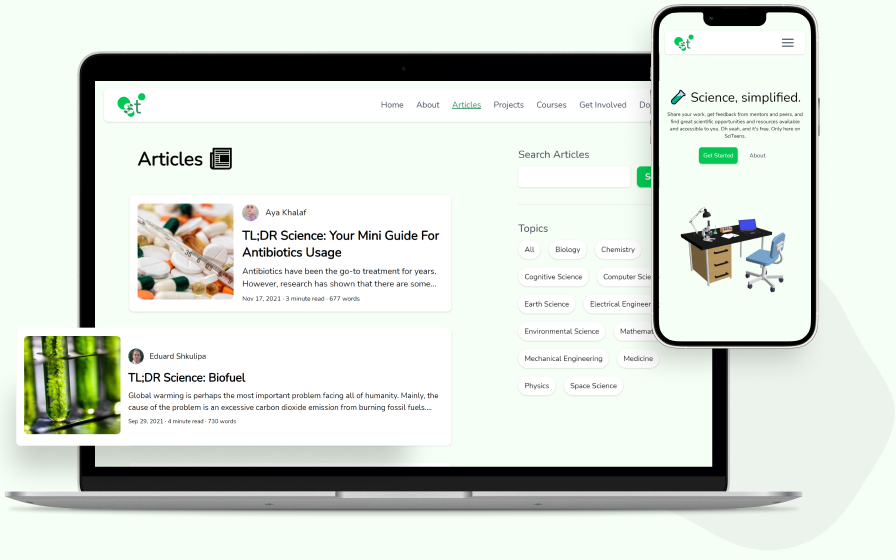 st
Home About Articles Projects Courses Get Involved
Articles
Search Articles
Aya Khalaf
TL;DR Science: Your Mini Guide For
Antibiotics Usage
Antibiotics have been the go-to treatment for years.
However, research has shown that there are some...
Nov 17, 2021 · 3 minute read · 677 words
Eduard Shkulipa
TL;DR Science: Biofuel
Global warming is perhaps the most important problem facing all of humanity. Mainly, the
cause of the problem is an excessive carbon dioxide emission from burning fossil fuels....
Sep 29, 2021 · 4 minute read · 730 words
Topics
All Biology Chemistry
Cognitive Science Computer Scie
Earth Science Electrical Engineer
Environmental Science Mathemat
Mechanical Engineering Medicine
Physics Space Science
st
Science, simplified.
Share your work, get feedback from mentors and peers, and
find great scientific opportunities and resources available
and accessible to you. Oh yeah, and it's free. Only here on
SciTeens.
Get Started About